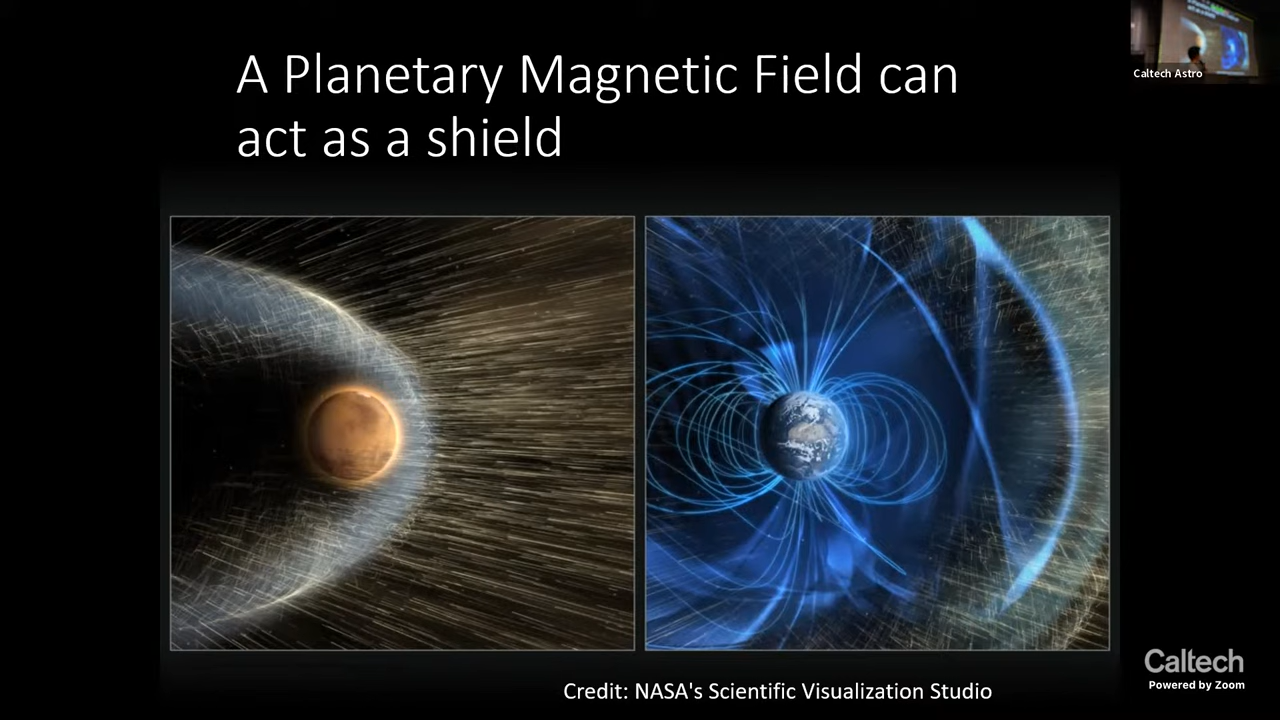 A Planetary Magnetic Field can
act as a shield
Caltech Astro
Credit: NASA's Scientific Visualization Studio
Caltech
Powered by Zoom